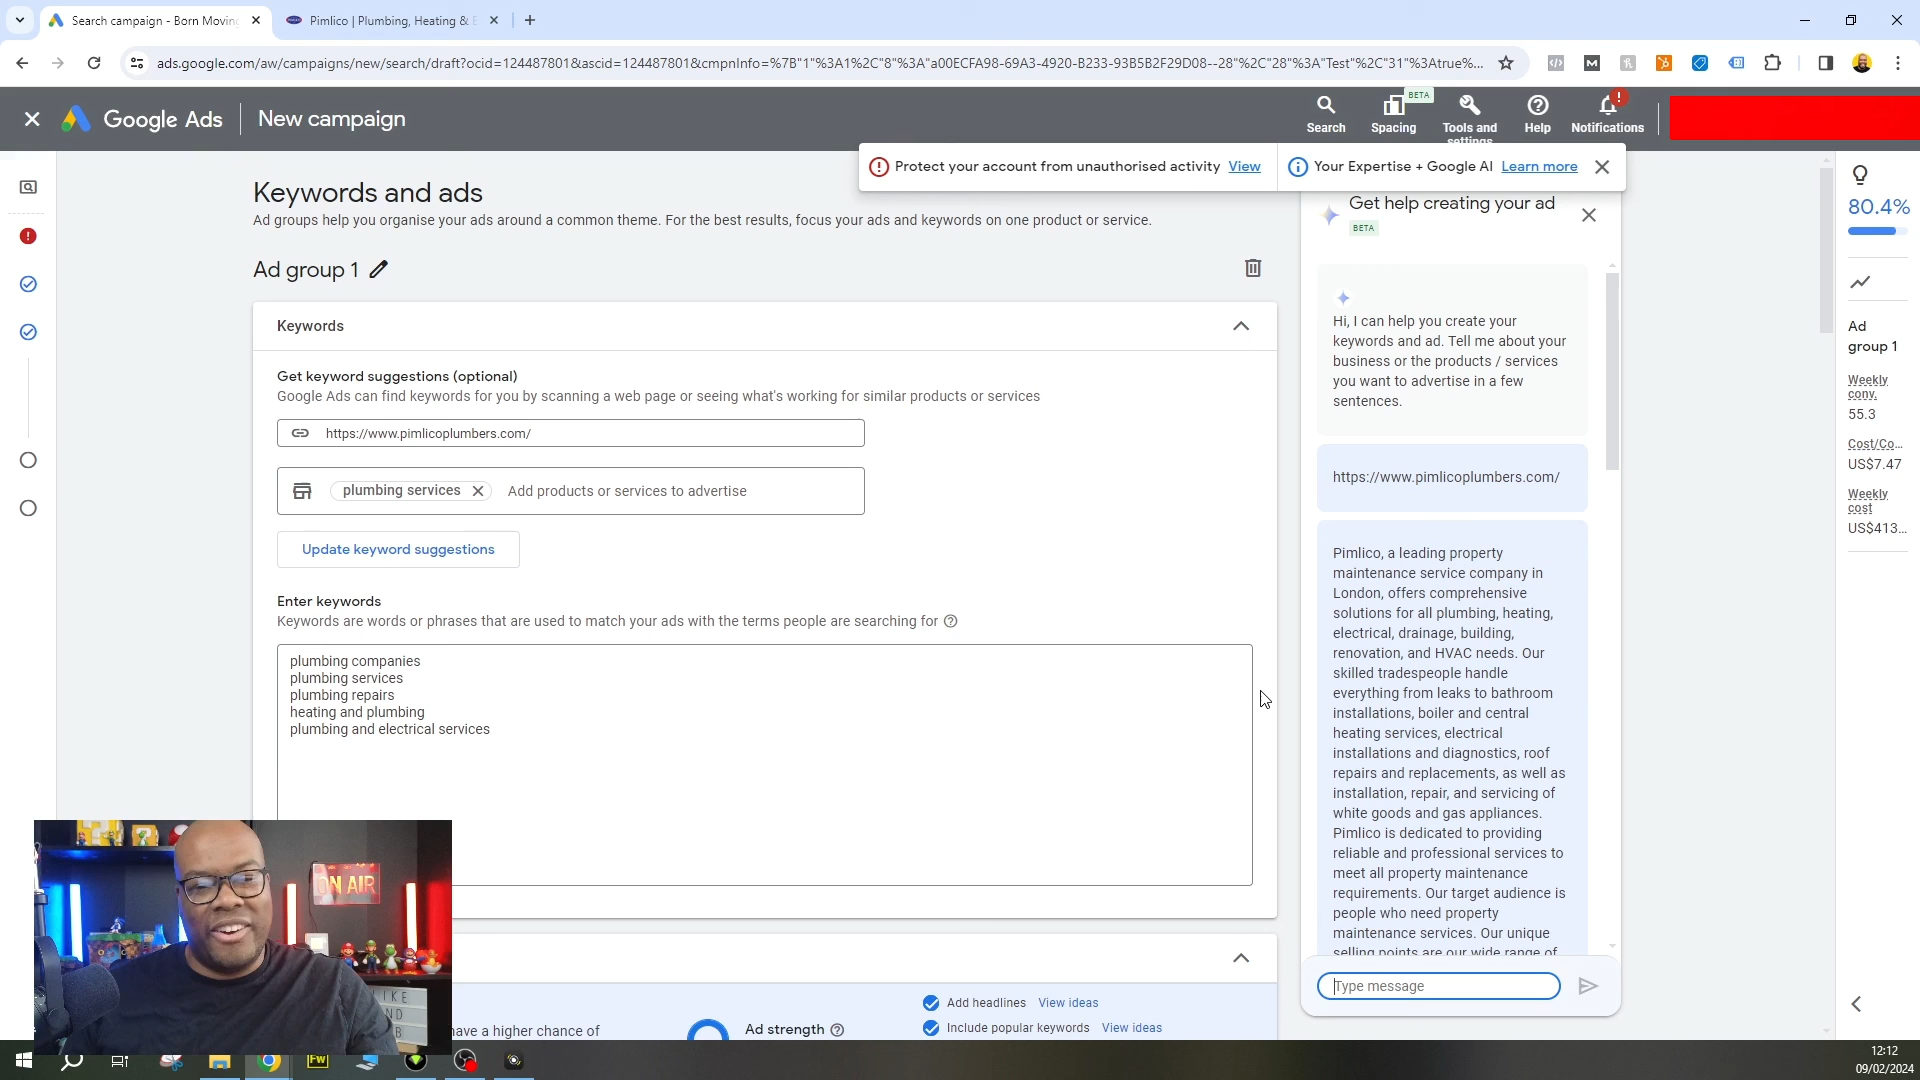 Search campaign - Born Moving
Pimlico | Plumbing, Heating & E
ads.google.com/aw/campaigns/new/search/draft?ocid=124487801&ascid=124487801&cmpnInfo=%7B"1"%3A1%2C"8"%3A"a00ECFA98-69A3-4920-B233-93B5B2F29D08--28"%2C"28"%3A"Test"%2C"31"%3Atrue%...
Google Ads
New campaign
Search
BETA
Spacing
Tools and settings
Help
Notifications
Protect your account from unauthorised activity View
Your Expertise + Google AI Learn more
Keywords and ads
Ad groups help you organise your ads around a common theme. For the best results, focus your ads and keywords on one product or service.
Ad group 1
Keywords
Get keyword suggestions (optional)
Google Ads can find keywords for you by scanning a web page or seeing what's working for similar products or services
https://www.pimlicoplumbers.com/
plumbing services
Add products or services to advertise
Update keyword suggestions
Enter keywords
Keywords are words or phrases that are used to match your ads with the terms people are searching for
plumbing companies
plumbing services
plumbing repairs
heating and plumbing
plumbing and electrical services
have a higher chance of
Ad strength
Add headlines View ideas
Include popular keywords View ideas
Get help creating your ad
BETA
Hi, I can help you create your
keywords and ad. Tell me about your
business or the products / services
you want to advertise in a few
sentences.
https://www.pimlicoplumbers.com/
Pimlico, a leading property
maintenance service company in
London, offers comprehensive
solutions for all plumbing, heating,
electrical, drainage, building,
renovation, and HVAC needs. Our
skilled tradespeople handle
everything from leaks to bathroom
installations, boiler and central
heating services, electrical
installations and diagnostics, roof
repairs and replacements, as well as
installation, repair, and servicing of
white goods and gas appliances.
Pimlico is dedicated to providing
reliable and professional services to
meet all property maintenance
requirements. Our target audience is
people who need property
maintenance services. Our unique
selling points are our wide range of
Type message
80.4%
Ad
group 1
Weekly
conv.
55.3
Cost/Co...
US$7.47
Weekly
cost
US$413...
ON AIR
LIKE
AND
Fw
12:12
09/02/2024